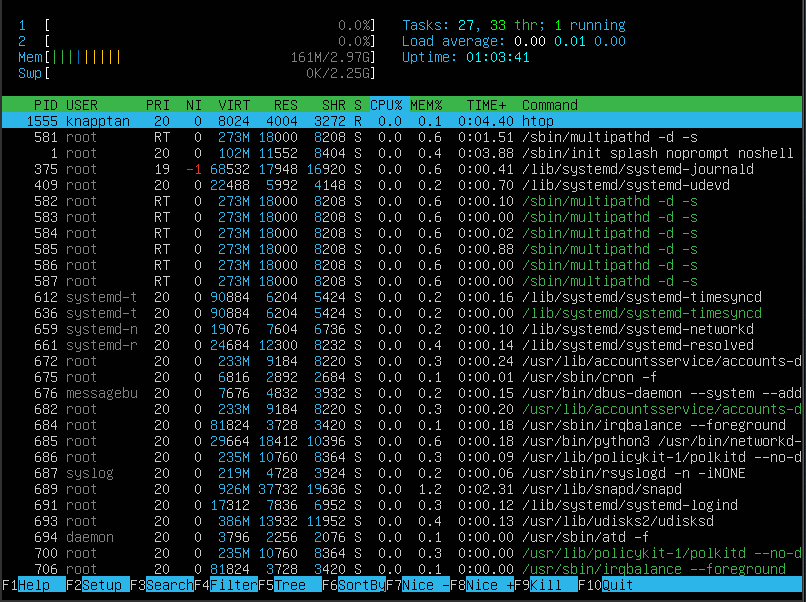 1 [ 0.0%] Tasks: 27, 33 thr; 1 running
2 [ 0.0%] Load average: 0.00 0.01 0.00
Mem[|||||||||| 161M/2.97G] Uptime: 01:03:41
Swp[ 0K/2.25G]
PID USER PRI NI VIRT RES SHR S CPU% MEM% TIME+ Command
1555 knapptan 20 0 8024 4004 3272 R 0.0 0.1 0:04.40 htop
581 root RT 0 273M 18000 8208 S 0.0 0.6 0:01.51 /sbin/multipathd -d -s
1 root 20 0 102M 11552 8404 S 0.0 0.4 0:03.88 /sbin/init splash noprompt noshell
375 root 19 -1 68532 17948 16920 S 0.0 0.6 0:00.41 /lib/systemd/systemd-journald
409 root 20 0 22488 5992 4148 S 0.0 0.2 0:00.70 /lib/systemd/systemd-udevd
582 root RT 0 273M 18000 8208 S 0.0 0.6 0:00.10 /sbin/multipathd -d -s
583 root RT 0 273M 18000 8208 S 0.0 0.6 0:00.00 /sbin/multipathd -d -s
584 root RT 0 273M 18000 8208 S 0.0 0.6 0:00.02 /sbin/multipathd -d -s
585 root RT 0 273M 18000 8208 S 0.0 0.6 0:00.88 /sbin/multipathd -d -s
586 root RT 0 273M 18000 8208 S 0.0 0.6 0:00.00 /sbin/multipathd -d -s
587 root RT 0 273M 18000 8208 S 0.0 0.6 0:00.00 /sbin/multipathd -d -s
612 systemd-t 20 0 90884 6204 5424 S 0.0 0.2 0:00.16 /lib/systemd/systemd-timesyncd
636 systemd-t 20 0 90884 6204 5424 S 0.0 0.2 0:00.00 /lib/systemd/systemd-timesyncd
659 systemd-n 20 0 19076 7604 6736 S 0.0 0.2 0:00.10 /lib/systemd/systemd-networkd
661 systemd-r 20 0 24684 12300 8232 S 0.0 0.4 0:00.14 /lib/systemd/systemd-resolved
672 root 20 0 233M 9184 8220 S 0.0 0.3 0:00.24 /usr/lib/accountsservice/accounts-d
675 root 20 0 6816 2892 2684 S 0.0 0.1 0:00.01 /usr/sbin/cron -f
676 messagebu 20 0 7676 4832 3932 S 0.0 0.2 0:00.15 /usr/bin/dbus-daemon --system --add
682 root 20 0 233M 9184 8220 S 0.0 0.3 0:00.20 /usr/lib/accountsservice/accounts-d
684 root 20 0 81824 3728 3420 S 0.0 0.1 0:00.18 /usr/sbin/irqbalance --foreground
685 root 20 0 29664 18412 10396 S 0.0 0.6 0:00.18 /usr/bin/python3 /usr/bin/networkd-
686 root 20 0 235M 10760 8364 S 0.0 0.3 0:00.09 /usr/lib/policykit-1/polkitd --no-d
687 syslog 20 0 219M 4728 3924 S 0.0 0.2 0:00.06 /usr/sbin/rsyslogd -n -iNONE
689 root 20 0 926M 37732 19636 S 0.0 1.2 0:02.31 /usr/lib/snapd/snapd
691 root 20 0 17312 7836 6952 S 0.0 0.3 0:00.12 /lib/systemd/systemd-logind
693 root 20 0 386M 13932 11952 S 0.0 0.4 0:00.13 /usr/lib/udisks2/udisksd
694 daemon 20 0 3796 2256 2076 S 0.0 0.1 0:00.00 /usr/sbin/atd -f
700 root 20 0 235M 10760 8364 S 0.0 0.3 0:00.00 /usr/lib/policykit-1/polkitd --no-d
706 root 20 0 81824 3728 3420 S 0.0 0.1 0:00.00 /usr/sbin/irqbalance --foreground
F1Help F2Setup F3SearchF4FilterF5Tree F6SortByF7Nice -F8Nice +F9Kill F10Quit